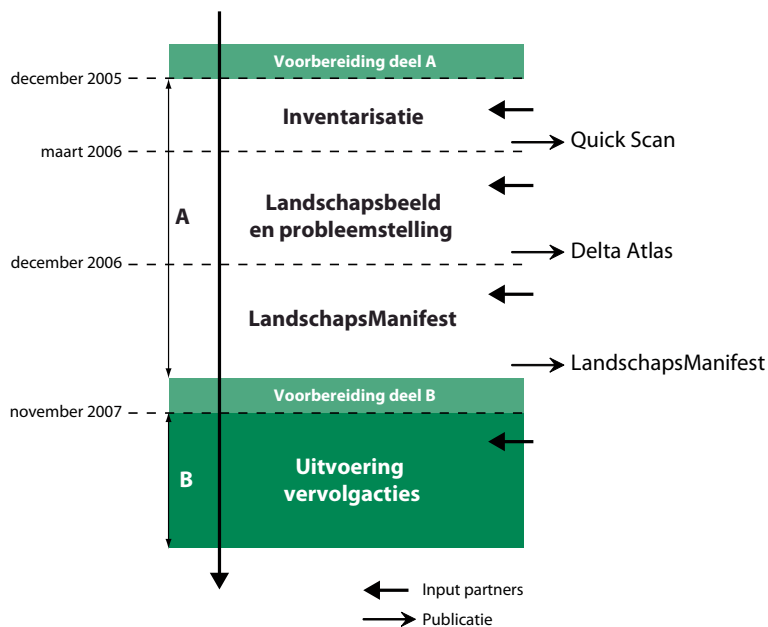 Voorbereiding deel A
december 2005
Inventarisatie
Quick Scan
maart 2006
Landschapsbeeld
en probleemstelling
A
Delta Atlas
december 2006
LandschapsManifest
LandschapsManifest
Voorbereiding deel B
november 2007
Uitvoering
vervolgacties
B
Input partners
Publicatie